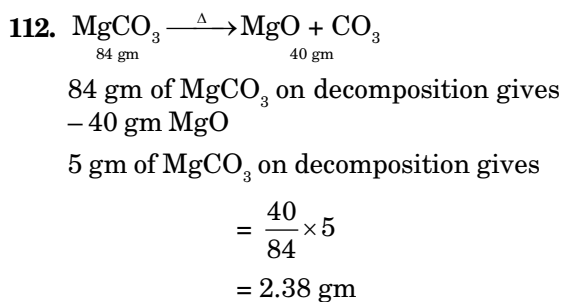 112. MgCO₃ —Δ→ MgO + CO₃
84 gm 40 gm
84 gm of MgCO₃ on decomposition gives
– 40 gm MgO
5 gm of MgCO₃ on decomposition gives
= 40/84 × 5
= 2.38 gm